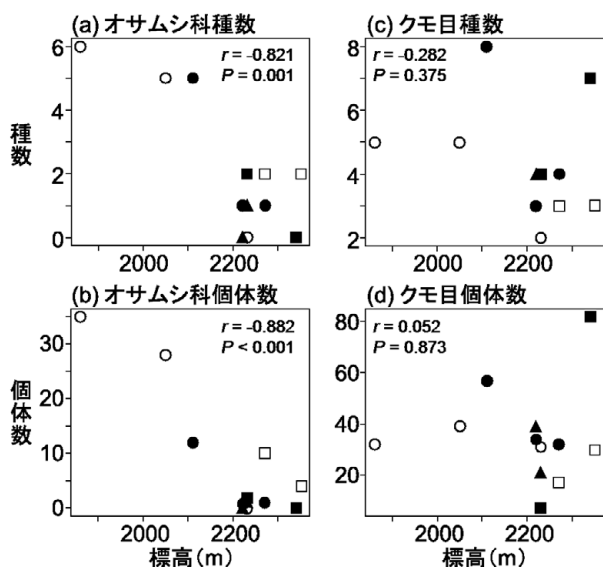 (a) オサムシ科種数
r = -0.821
P = 0.001
種数
6
4
2
0
2000 2200
(c) クモ目種数
r = -0.282
P = 0.375
8
6
4
2
2000 2200
(b) オサムシ科個体数
r = -0.882
P < 0.001
個体数
30
20
10
0
2000 2200
標高(m)
(d) クモ目個体数
r = 0.052
P = 0.873
80
60
40
20
2000 2200
標高(m)